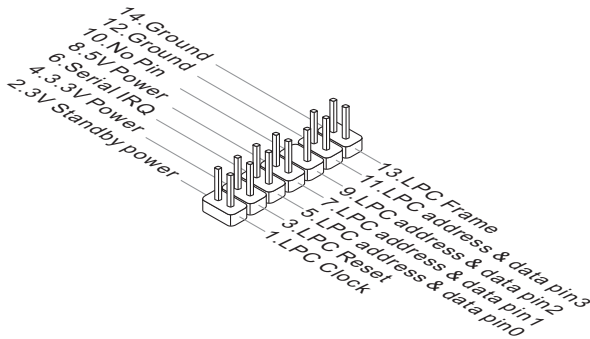 14.Ground
12.Ground
10.No Pin
8.5V Power
6.Serial IRQ
4.3.3V Power
2.3V Standby power
13.LPC Frame
11.LPC address & data pin3
9.LPC address & data pin2
7.LPC address & data pin1
5.LPC address & data pin0
3.LPC Reset
1.LPC Clock